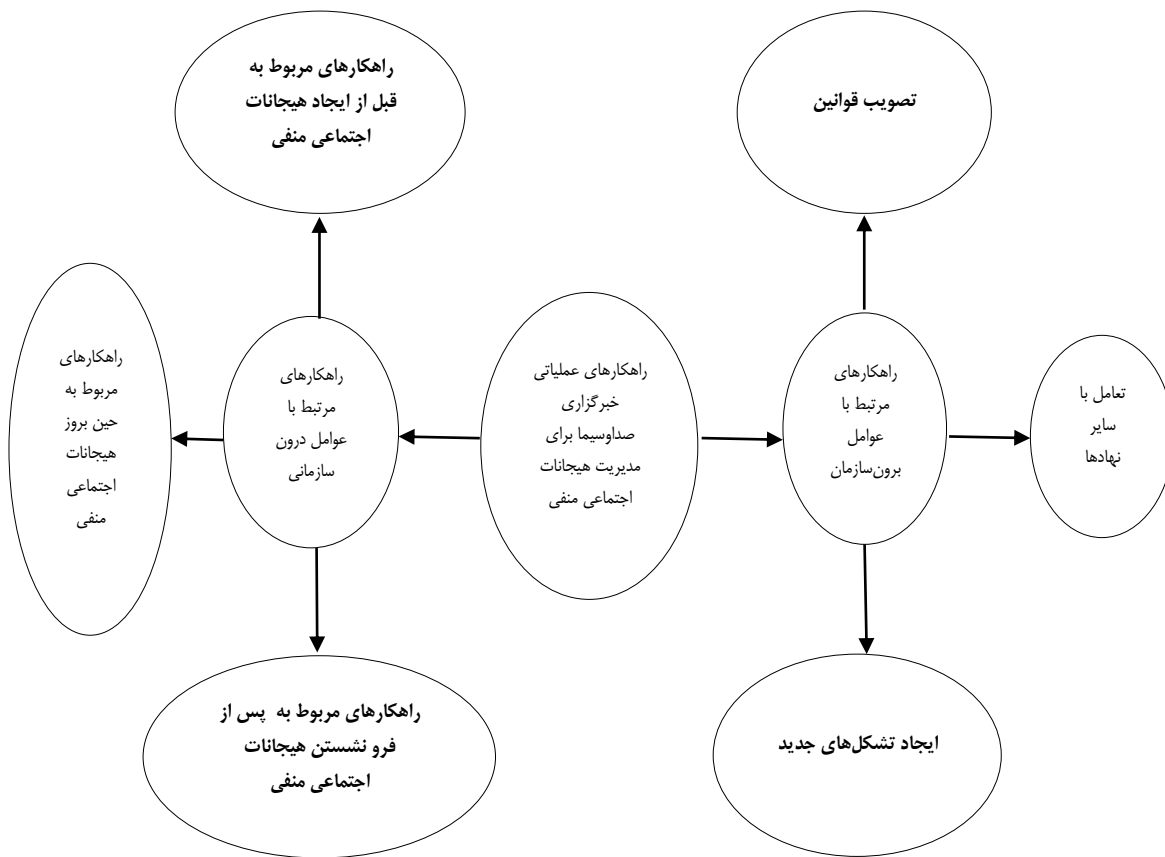 راهکارهای مربوط به
قبل از ایجاد هیجانات
اجتماعی منفی
تصویب قوانین
تعامل با
سایر
نهادها
راهکارهای
مرتبط با
عوامل
برون‌سازمان
راهکارهای عملیاتی
خبرگزاری
صداوسیما برای
مدیریت هیجانات
اجتماعی منفی
راهکارهای
مرتبط با
عوامل درون
سازمانی
راهکارهای
مربوط به
حین بروز
هیجانات
اجتماعی
منفی
ایجاد تشکل‌های جدید
راهکارهای مربوط به پس از
فرو نشستن هیجانات
اجتماعی منفی